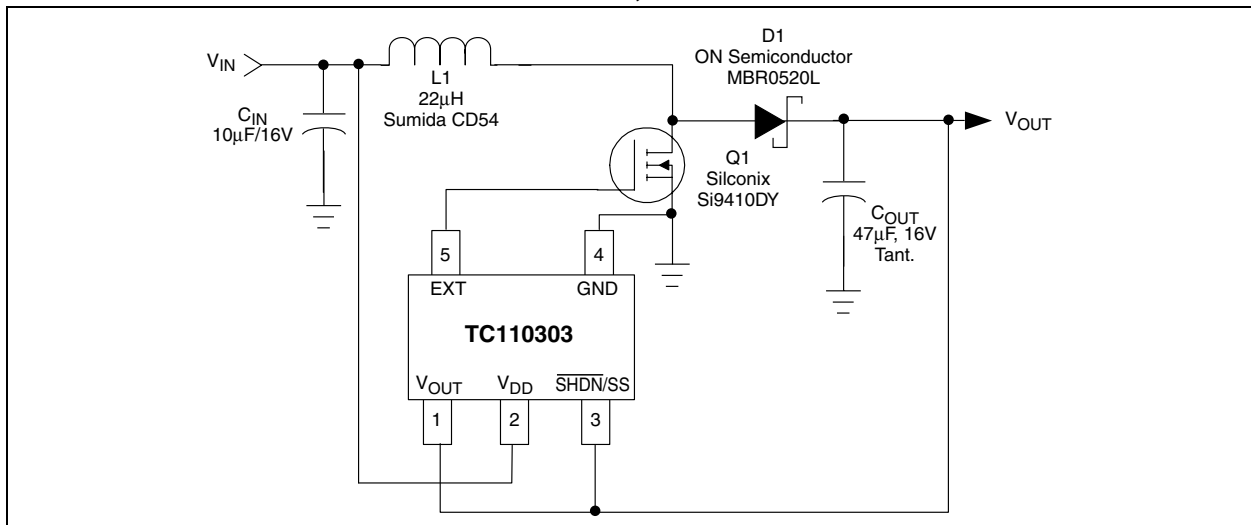 D1
ON Semiconductor
MBR0520L
VIN
L1
22μH
Sumida CD54
CIN
10μF/16V
VOUT
Q1
Silconix
Si9410DY
COUT
47μF, 16V
Tant.
5
4
EXT
GND
TC110303
VOUT
VDD
SHDN/SS
1
2
3